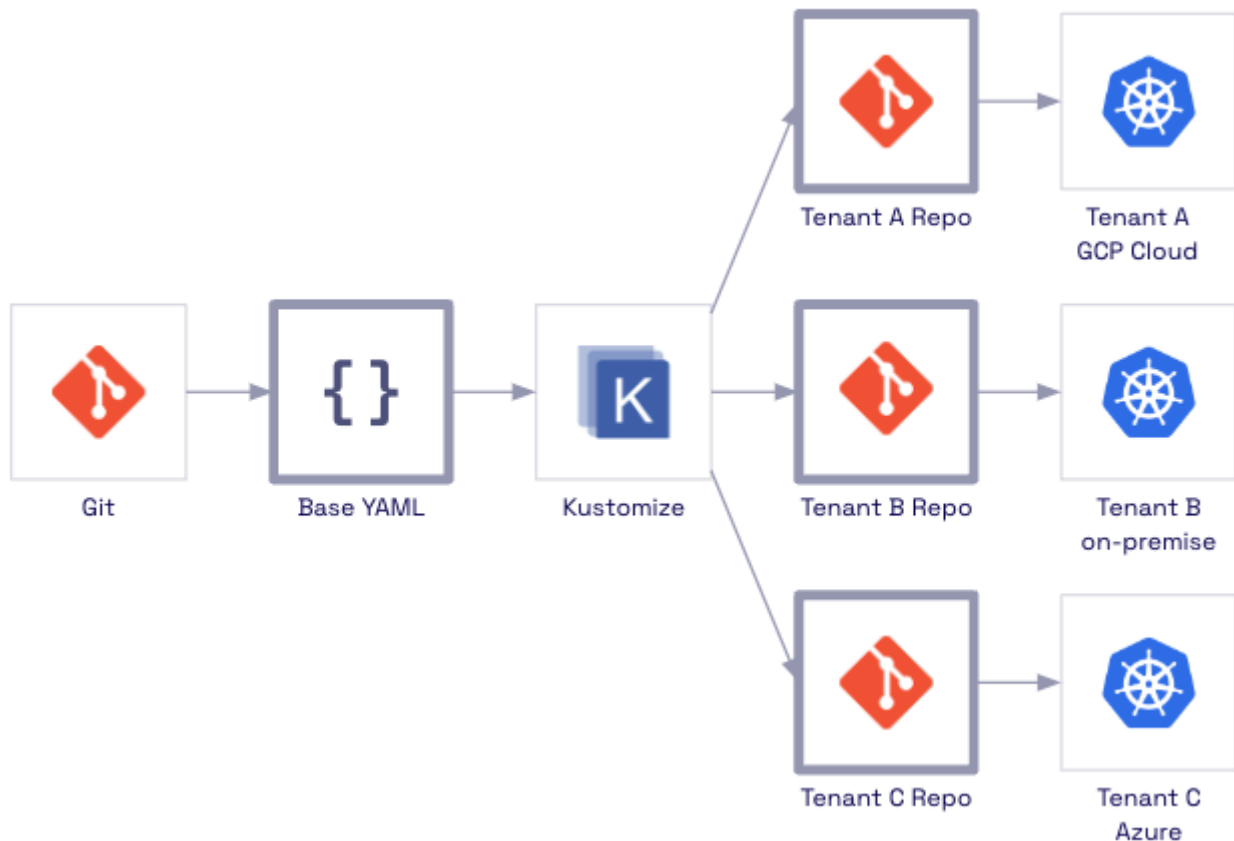 Tenant A Repo
Tenant A
GCP Cloud
{}
K
Git
Base YAML
Kustomize
Tenant B Repo
Tenant B
on-premise
Tenant C Repo
Tenant C
Azure